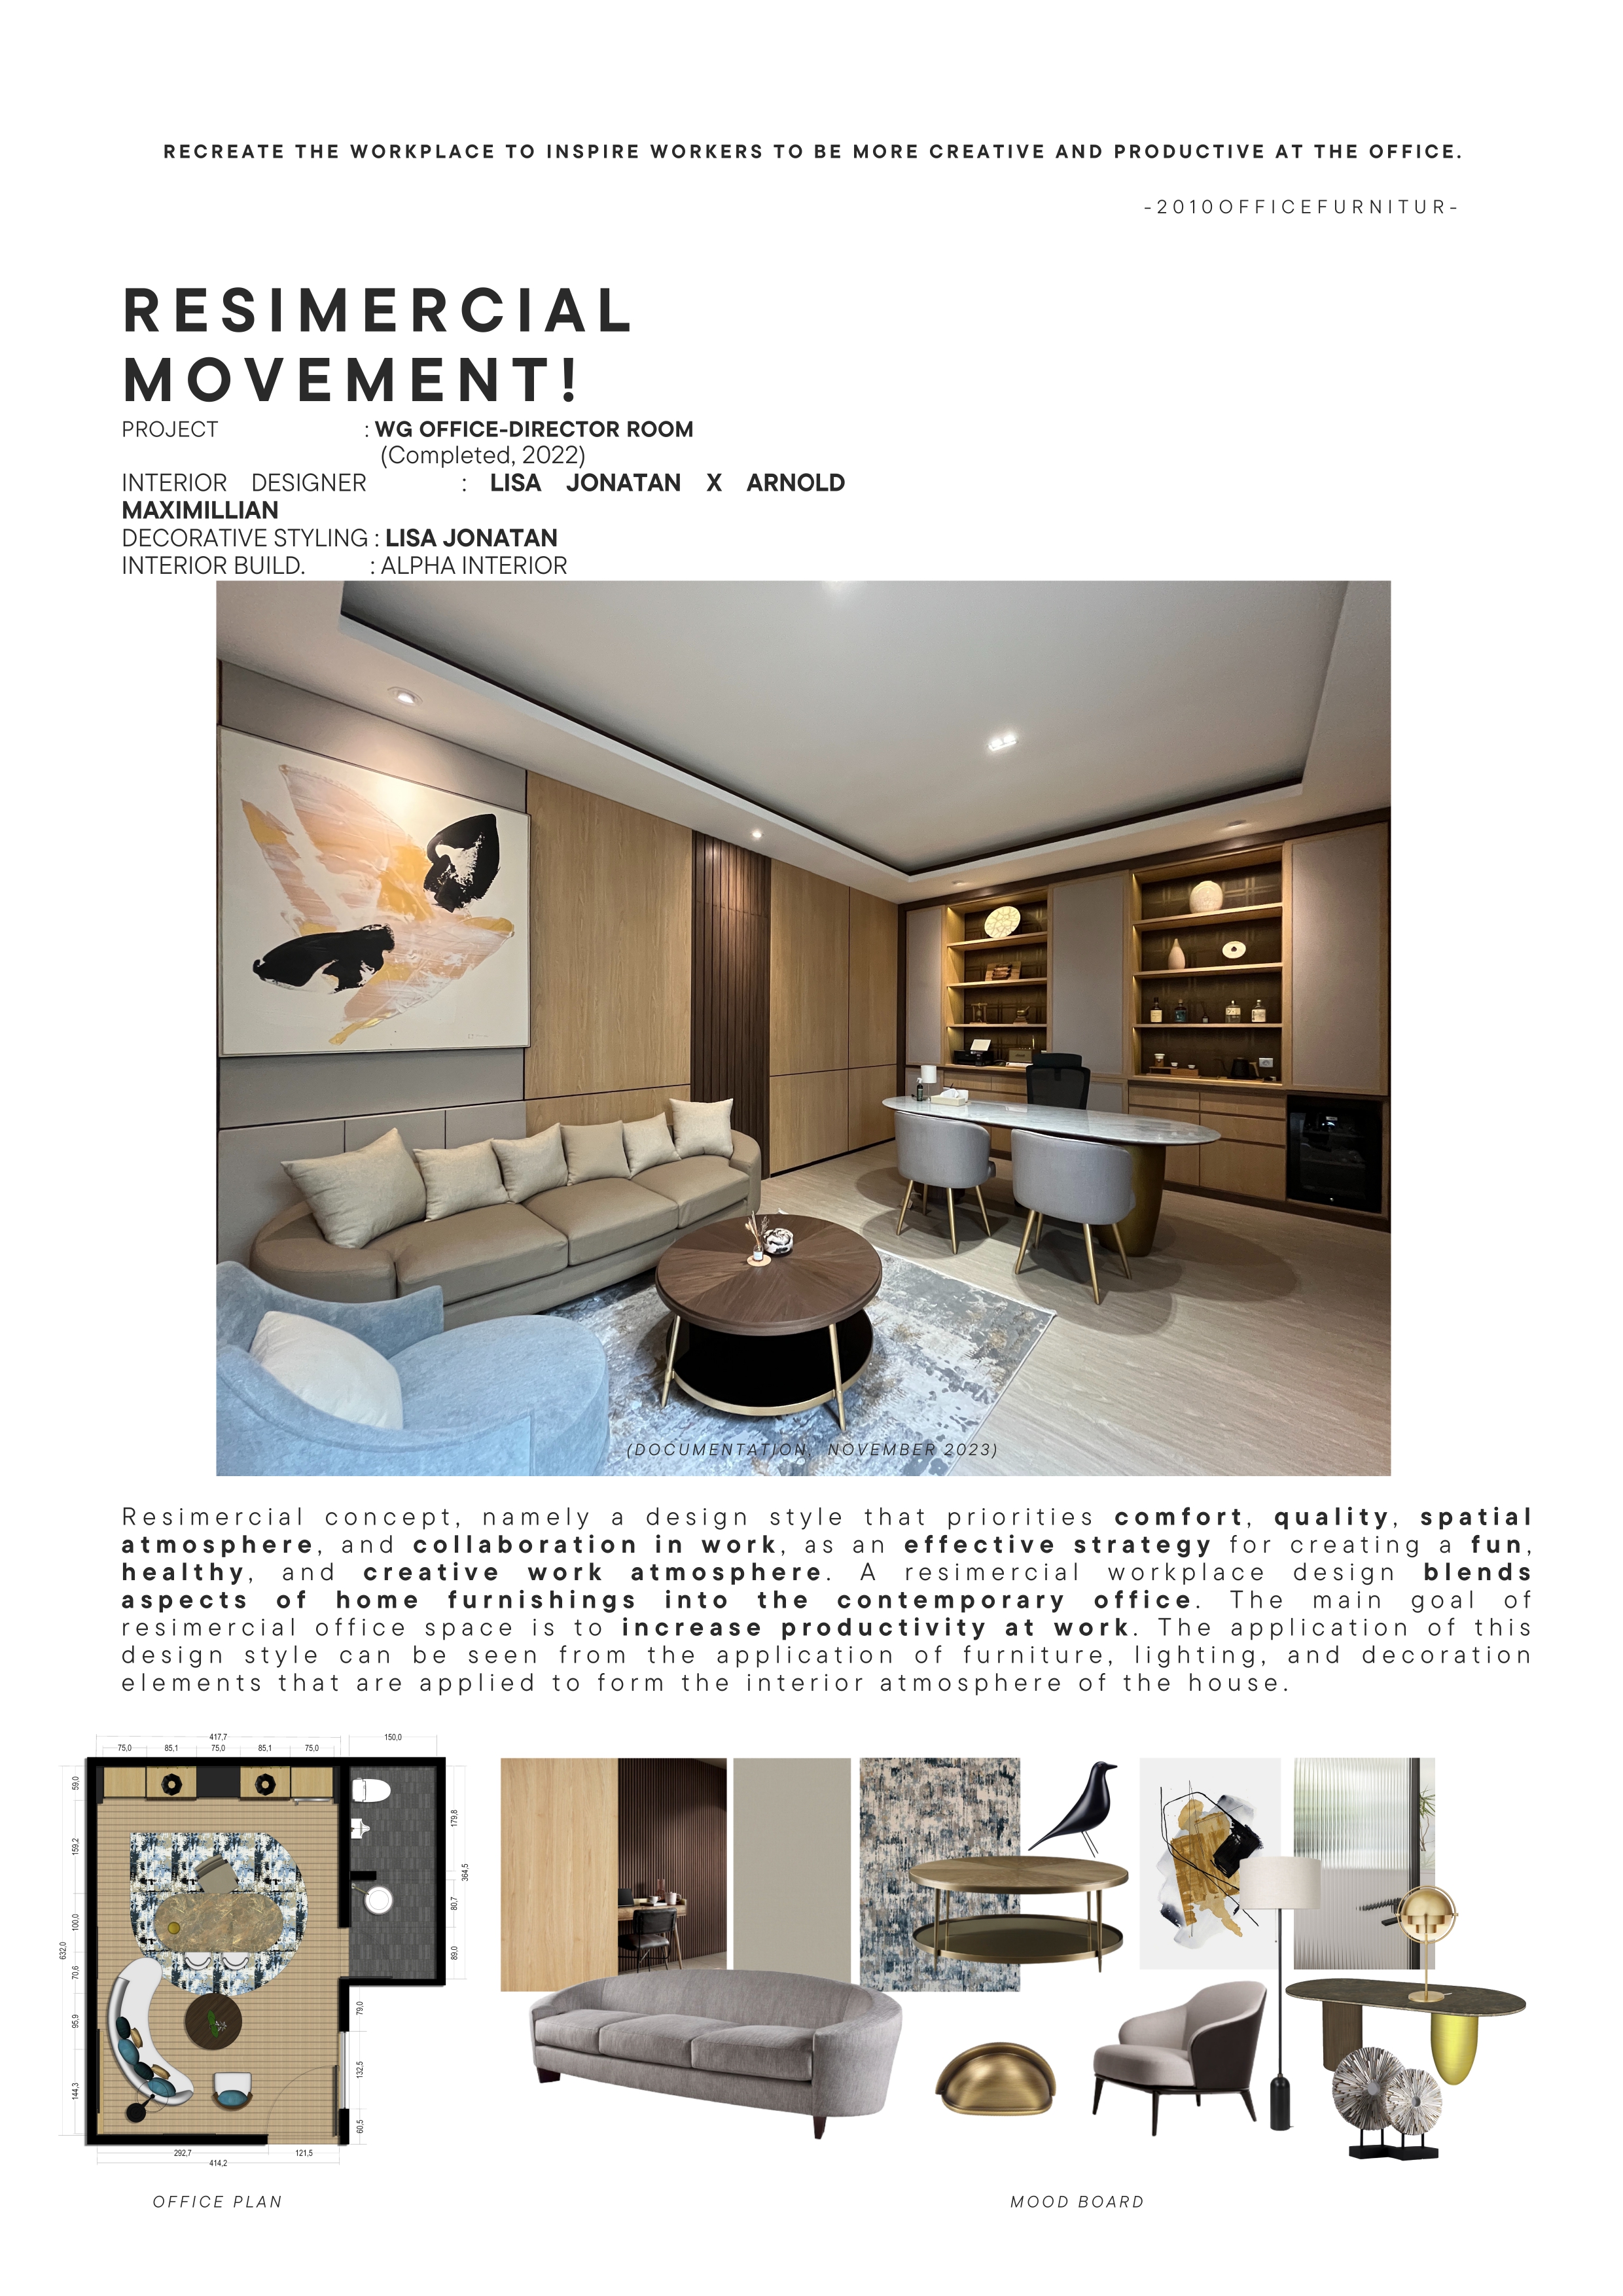 RECREATE THE WORKPLACE TO INSPIRE WORKERS TO BE MORE CREATIVE AND PRODUCTIVE AT THE OFFICE.
-2010OFFICEFURNITUR-
RESIMERCIAL
MOVEMENT!
PROJECT : WG OFFICE-DIRECTOR ROOM
(Completed, 2022)
INTERIOR DESIGNER : LISA JONATAN X ARNOLD
MAXIMILLIAN
DECORATIVE STYLING : LISA JONATAN
INTERIOR BUILD. : ALPHA INTERIOR
(DOCUMENTATION, NOVEMBER 2023)
Resimercial concept, namely a design style that priorities comfort, quality, spatial
atmosphere, and collaboration in work, as an effective strategy for creating a fun,
healthy, and creative work atmosphere. A resimercial workplace design blends
aspects of home furnishings into the contemporary office. The main goal of
resimercial office space is to increase productivity at work. The application of this
design style can be seen from the application of furniture, lighting, and decoration
elements that are applied to form the interior atmosphere of the house.
417,7 150,0
75,0 85,1 75,0 85,1 75,0
59,0
159,2
100,0
70,6
95,9
144,3
632,0
179,8
80,7
89,0
364,5
79,0
132,5
60,5
292,7 121,5
414,2
OFFICE PLAN
MOOD BOARD